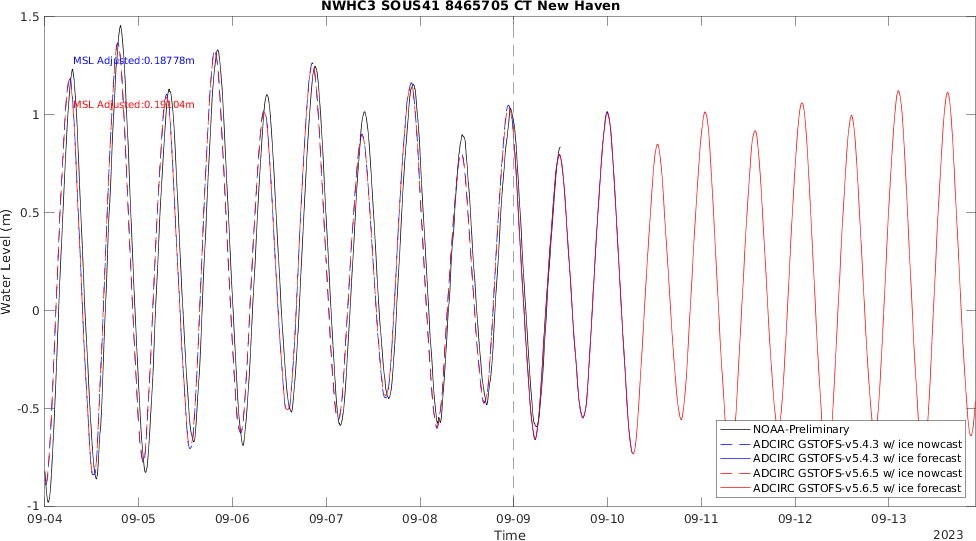 NWHC3 SOUS41 8465705 CT New Haven
1.5
MSL Adjusted:0.18778m
MSL Adjusted:0.19104m
1
0.5
0
-0.5
-1
Water Level (m)
NOAA-Preliminary
ADCIRC GSTOFS-v5.4.3 w/ ice nowcast
ADCIRC GSTOFS-v5.4.3 w/ ice forecast
ADCIRC GSTOFS-v5.6.5 w/ ice nowcast
ADCIRC GSTOFS-v5.6.5 w/ ice forecast
09-04 09-05 09-06 09-07 09-08 09-09 09-10 09-11 09-12 09-13
Time
2023